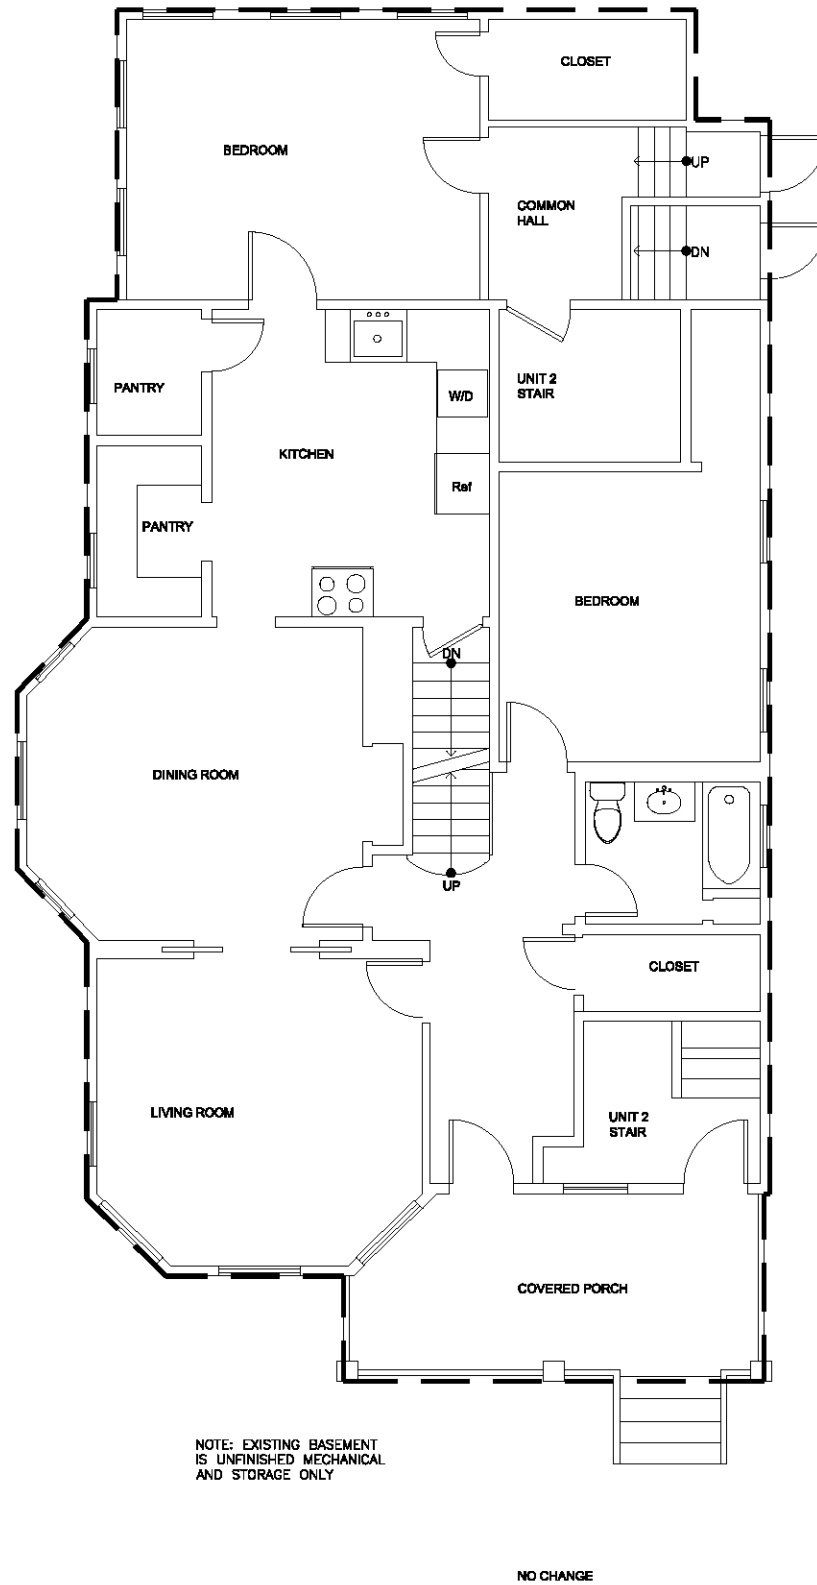 CLOSET
BEDROOM
UP
COMMON
HALL
DN
UNIT 2
STAIR
PANTRY
W/D
KITCHEN
Ref
PANTRY
BEDROOM
DN
DINING ROOM
UP
CLOSET
LIVING ROOM
UNIT 2
STAIR
COVERED PORCH
NOTE: EXISTING BASEMENT
IS UNFINISHED MECHANICAL
AND STORAGE ONLY
NO CHANGE